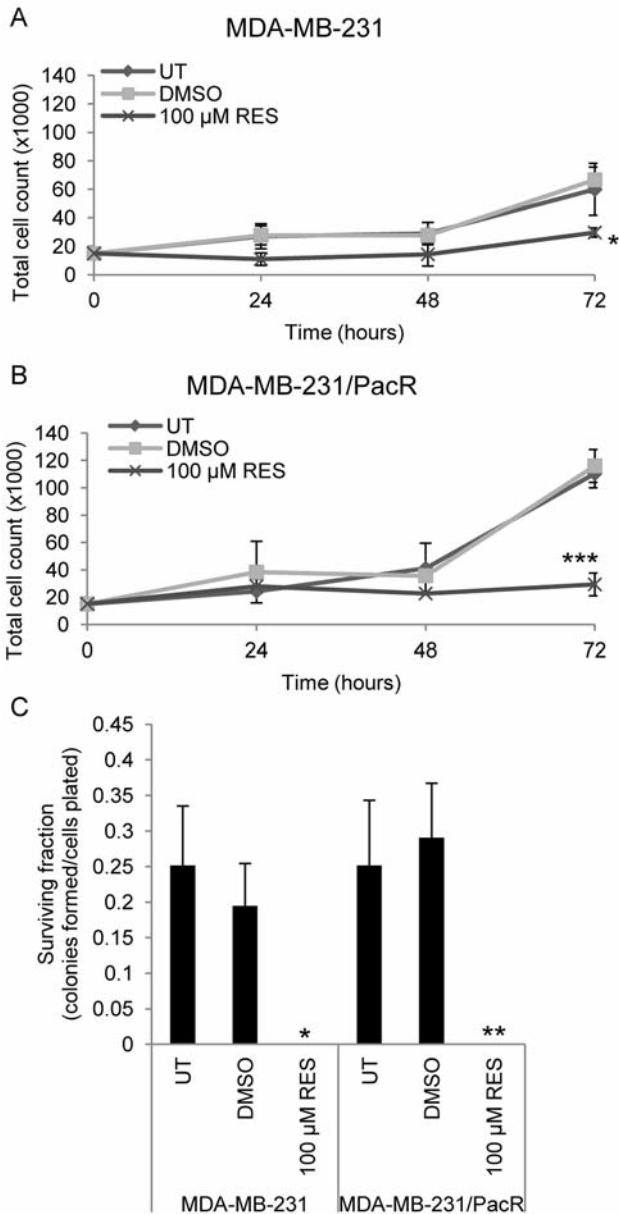 A
MDA-MB-231
UT
DMSO
100 µM RES
Total cell count (x1000)
140
120
100
80
60
40
20
0
*
0 24 48 72
Time (hours)
B
MDA-MB-231/PacR
UT
DMSO
100 µM RES
Total cell count (x1000)
140
120
100
80
60
40
20
0
***
0 24 48 72
Time (hours)
C
Surviving fraction
(colonies formed/cells plated)
0.45
0.4
0.35
0.3
0.25
0.2
0.15
0.1
0.05
0
* **
UT
DMSO
100 µM RES
UT
DMSO
100 µM RES
MDA-MB-231 MDA-MB-231/PacR